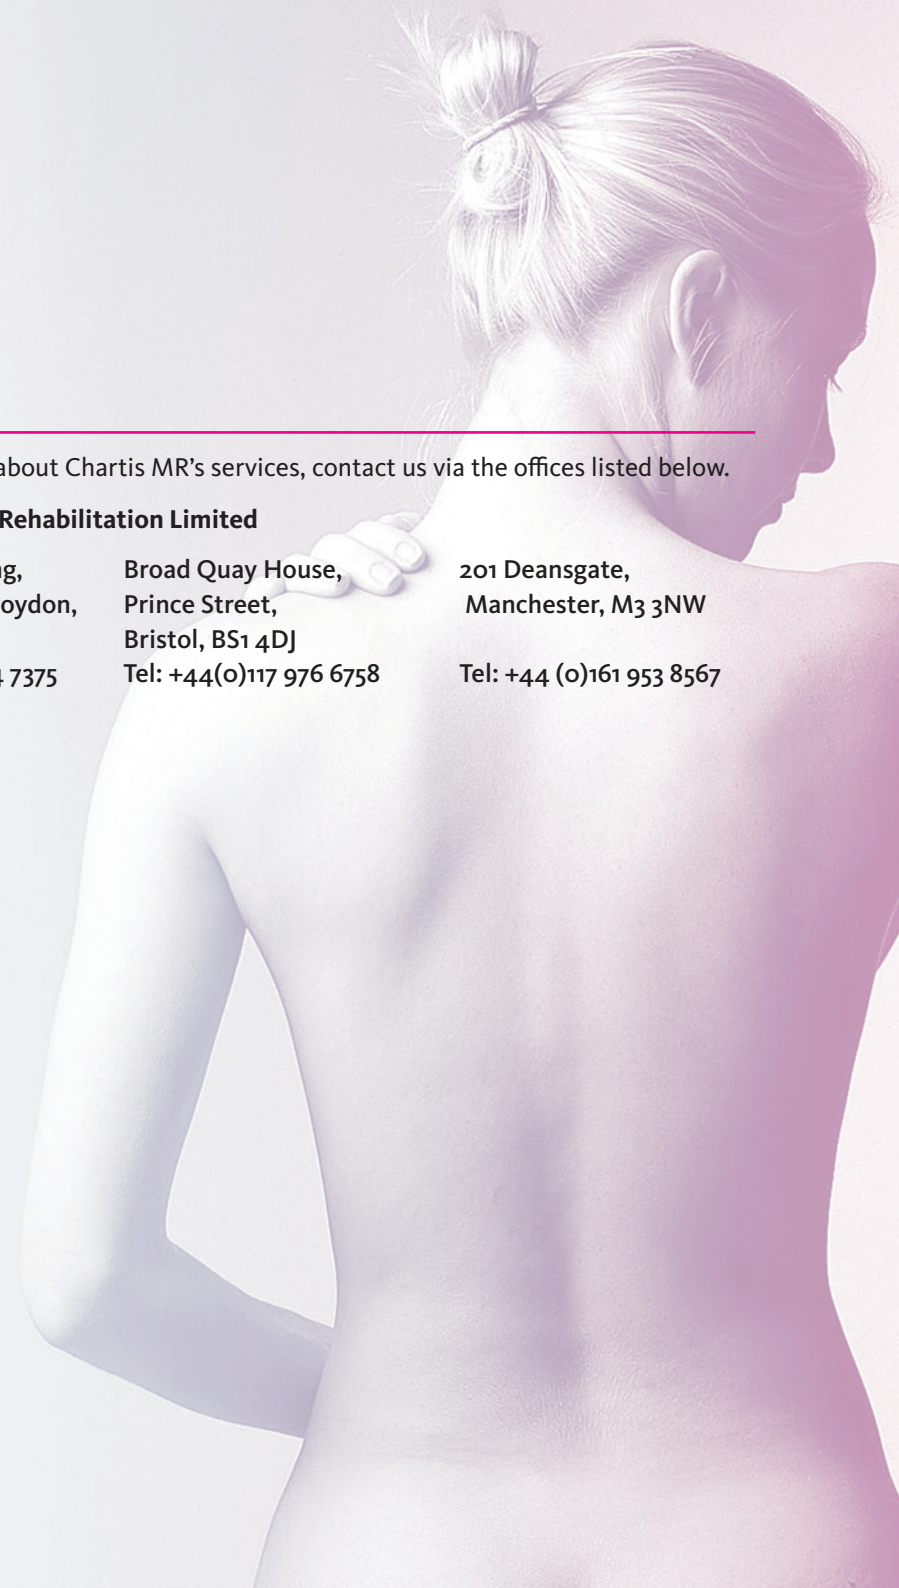 about Chartis MR's services, contact us via the offices listed below.
Rehabilitation Limited
Broad Quay House,
Prince Street,
Bristol, BS1 4DJ
Tel: +44(0)117 976 6758
201 Deansgate,
Manchester, M3 3NW
Tel: +44 (0)161 953 8567
7375